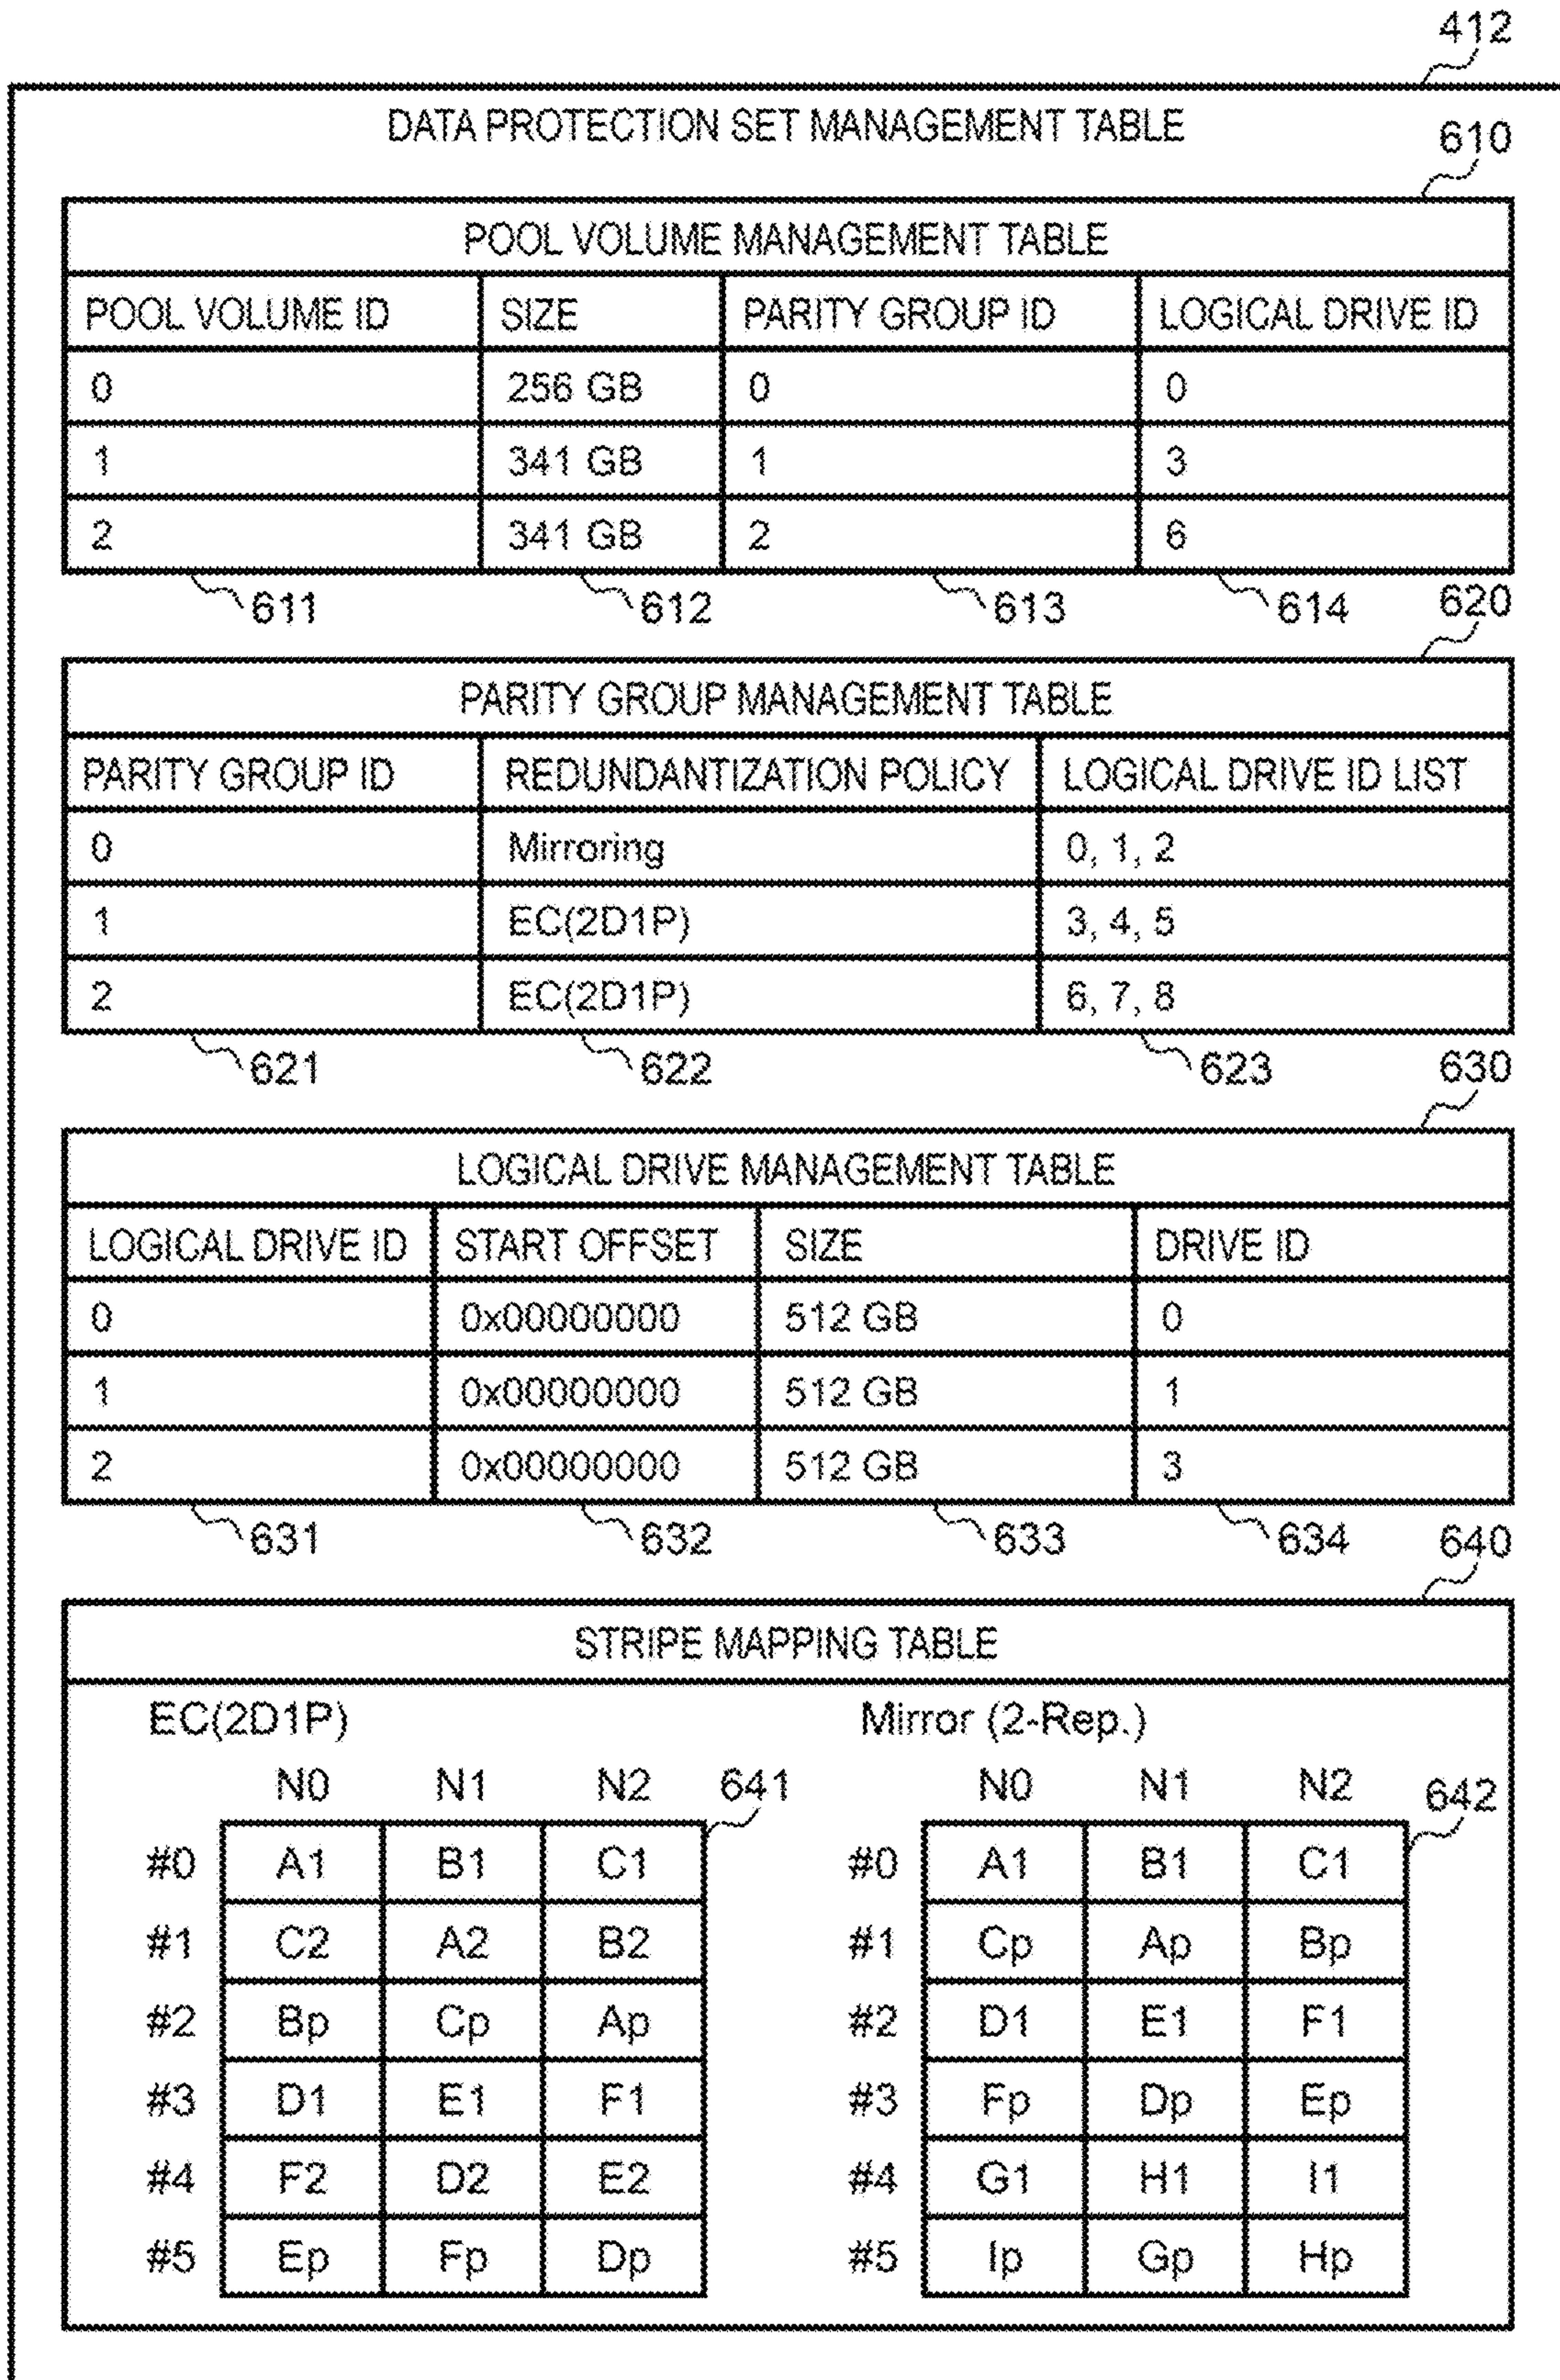 412
DATA PROTECTION SET MANAGEMENT TABLE
610
POOL VOLUME MANAGEMENT TABLE
POOL VOLUME ID SIZE PARITY GROUP ID LOGICAL DRIVE ID
0 256 GB 0 0
1 341 GB 1 3
2 341 GB 2 6
611 612 613 614
620
PARITY GROUP MANAGEMENT TABLE
PARITY GROUP ID REDUNDANTIZATION POLICY LOGICAL DRIVE ID LIST
0 Mirroring 0, 1, 2
1 EC(2D1P) 3, 4, 5
2 EC(2D1P) 6, 7, 8
621 622 623
630
LOGICAL DRIVE MANAGEMENT TABLE
LOGICAL DRIVE ID START OFFSET SIZE DRIVE ID
0 0x00000000 512 GB 0
1 0x00000000 512 GB 1
2 0x00000000 512 GB 3
631 632 633 634
640
STRIPE MAPPING TABLE
EC(2D1P) Mirror (2-Rep.)
N0 N1 N2 641 N0 N1 N2 642
#0 A1 B1 C1 #0 A1 B1 C1
#1 C2 A2 B2 #1 Cp Ap Bp
#2 Bp Cp Ap #2 D1 E1 F1
#3 D1 E1 F1 #3 Fp Dp Ep
#4 F2 D2 E2 #4 G1 H1 I1
#5 Ep Fp Dp #5 Ip Gp Hp